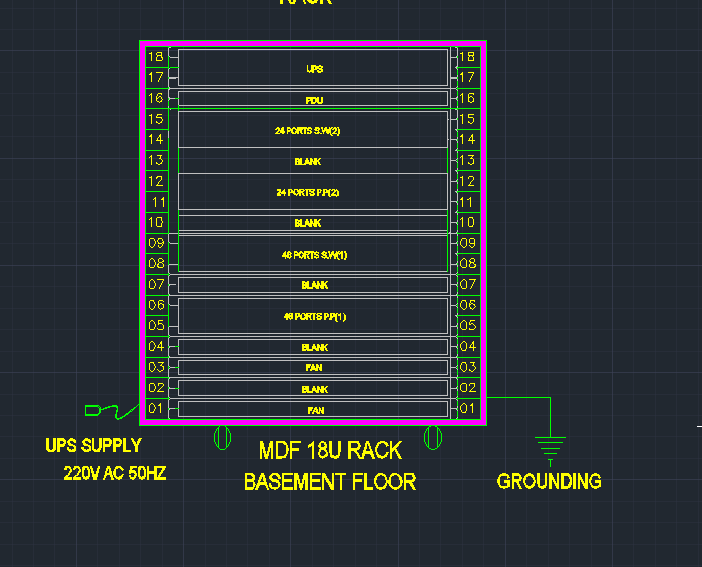 RACK
18 UPS 18
17 17
16 PDU 16
15 24 PORTS S.W(2) 15
14 14
13 BLANK 13
12 24 PORTS P.P(2) 12
11 11
10 BLANK 10
09 48 PORTS S.W(1) 09
08 08
07 BLANK 07
06 48 PORTS P.P(1) 06
05 05
04 BLANK 04
03 FAN 03
02 BLANK 02
01 FAN 01
UPS SUPPLY
220V AC 50HZ
MDF 18U RACK
BASEMENT FLOOR
GROUNDING